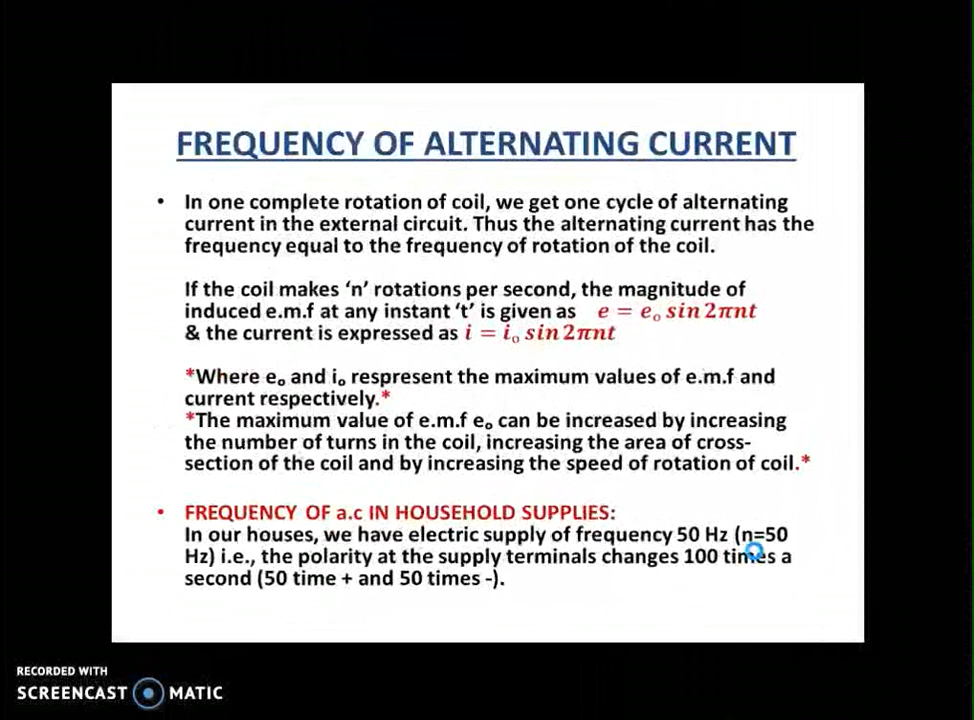 FREQUENCY OF ALTERNATING CURRENT
• In one complete rotation of coil, we get one cycle of alternating
current in the external circuit. Thus the alternating current has the
frequency equal to the frequency of rotation of the coil.
If the coil makes ‘n’ rotations per second, the magnitude of
induced e.m.f at any instant ‘t’ is given as e = eₒ sin 2πnt
& the current is expressed as i = iₒ sin 2πnt
*Where eₒ and iₒ respresent the maximum values of e.m.f and
current respectively.*
*The maximum value of e.m.f eₒ can be increased by increasing
the number of turns in the coil, increasing the area of cross-
section of the coil and by increasing the speed of rotation of coil.*
• FREQUENCY OF a.c IN HOUSEHOLD SUPPLIES:
In our houses, we have electric supply of frequency 50 Hz (n=50
Hz) i.e., the polarity at the supply terminals changes 100 times a
second (50 time + and 50 times -).
RECORDED WITH
SCREENCAST MATIC